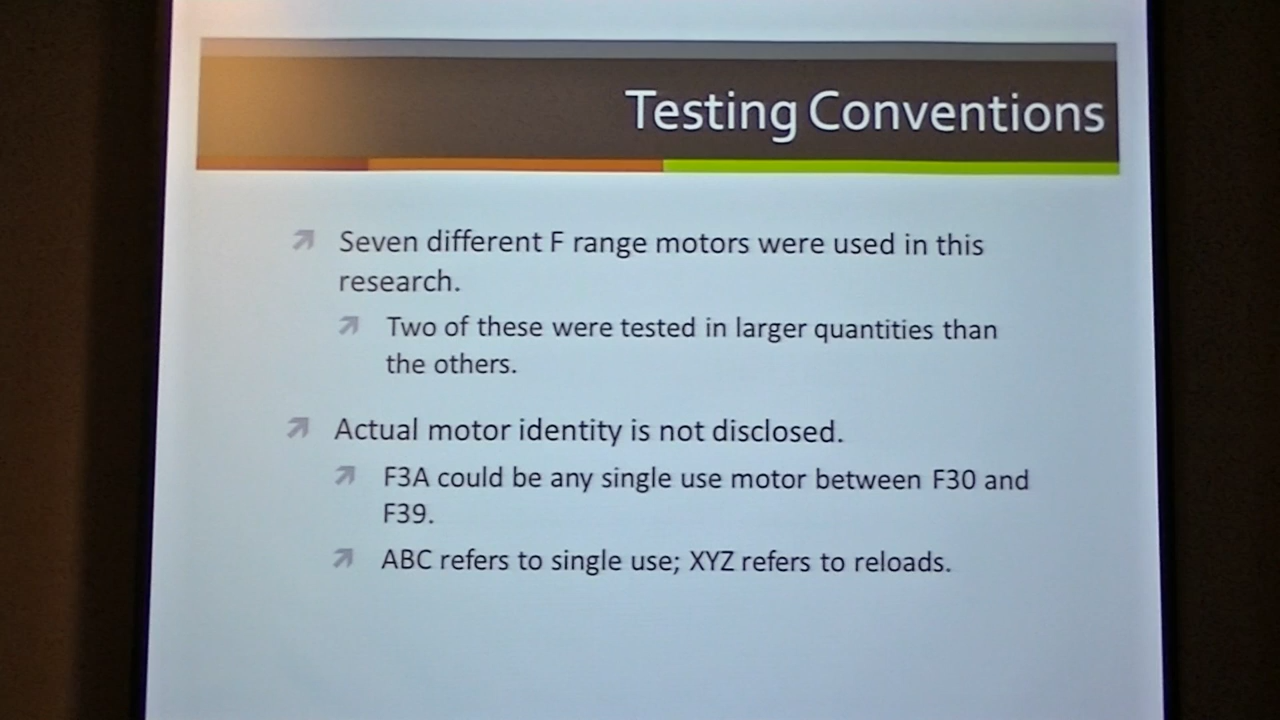 Testing Conventions
Seven different F range motors were used in this
research.
Two of these were tested in larger quantities than
the others.
Actual motor identity is not disclosed.
F3A could be any single use motor between F30 and
F39.
ABC refers to single use; XYZ refers to reloads.